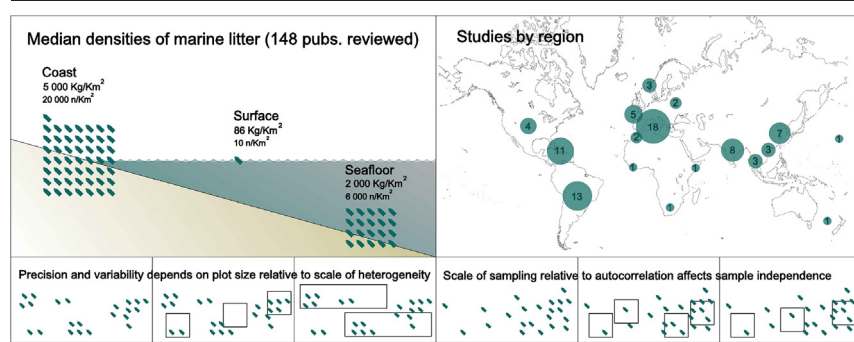 Median densities of marine litter (148 pubs. reviewed)
Coast
5 000 Kg/Km²
20 000 n/Km²
Surface
86 Kg/Km²
10 n/Km²
Seafloor
2 000 Kg/Km²
6 000 n/Km²
Studies by region
3
2
5
18
2
4
11
13
1
1
1
8
7
3
3
1
1
Precision and variability depends on plot size relative to scale of heterogeneity
Scale of sampling relative to autocorrelation affects sample independence